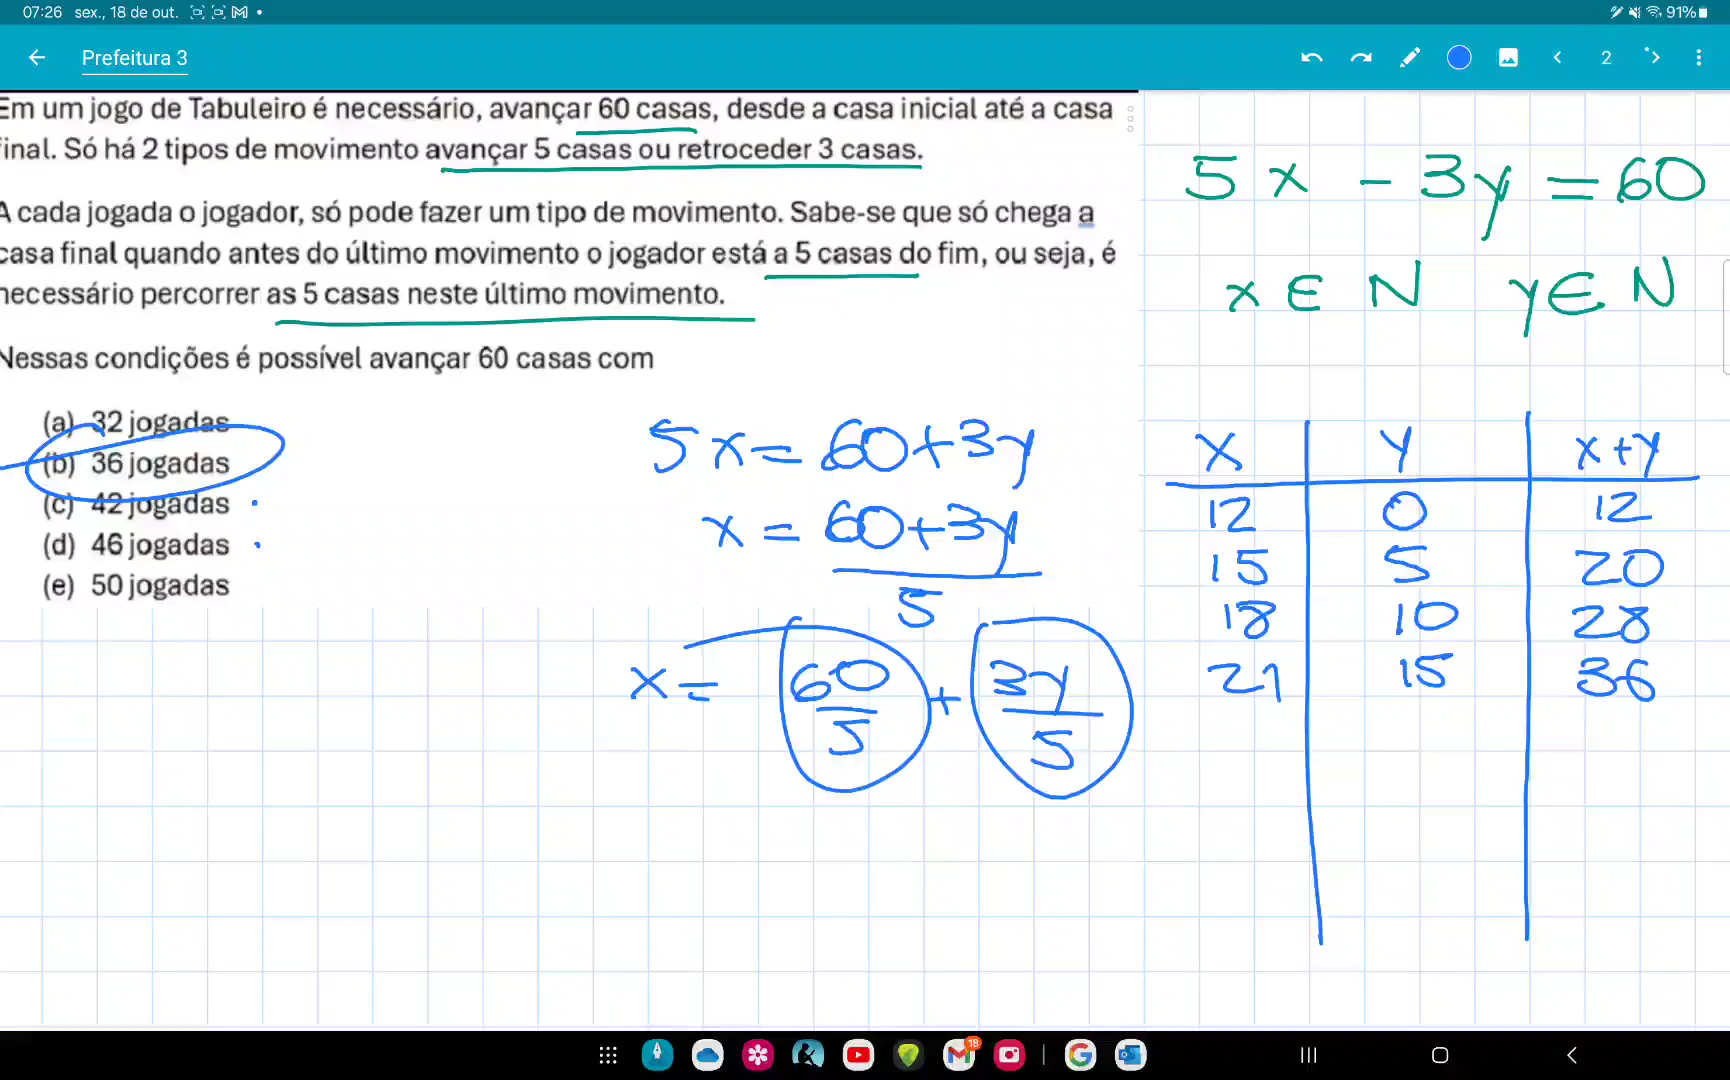 07:26 sex., 18 de out.
91%
Prefeitura 3
2
Em um jogo de Tabuleiro é necessário, avançar 60 casas, desde a casa inicial até a casa
final. Só há 2 tipos de movimento avançar 5 casas ou retroceder 3 casas.
A cada jogada o jogador, só pode fazer um tipo de movimento. Sabe-se que só chega a
casa final quando antes do último movimento o jogador está a 5 casas do fim, ou seja, é
necessário percorrer as 5 casas neste último movimento.
Nessas condições é possível avançar 60 casas com
(a) 32 jogadas
(b) 36 jogadas
(c) 42 jogadas
(d) 46 jogadas
(e) 50 jogadas
5x = 60+3y
x = 60+3y
5
x = 60/5 + 3y/5
5x - 3y = 60
x ∈ N y ∈ N
x y x+y
12 0 12
15 5 20
18 10 28
21 15 36
18